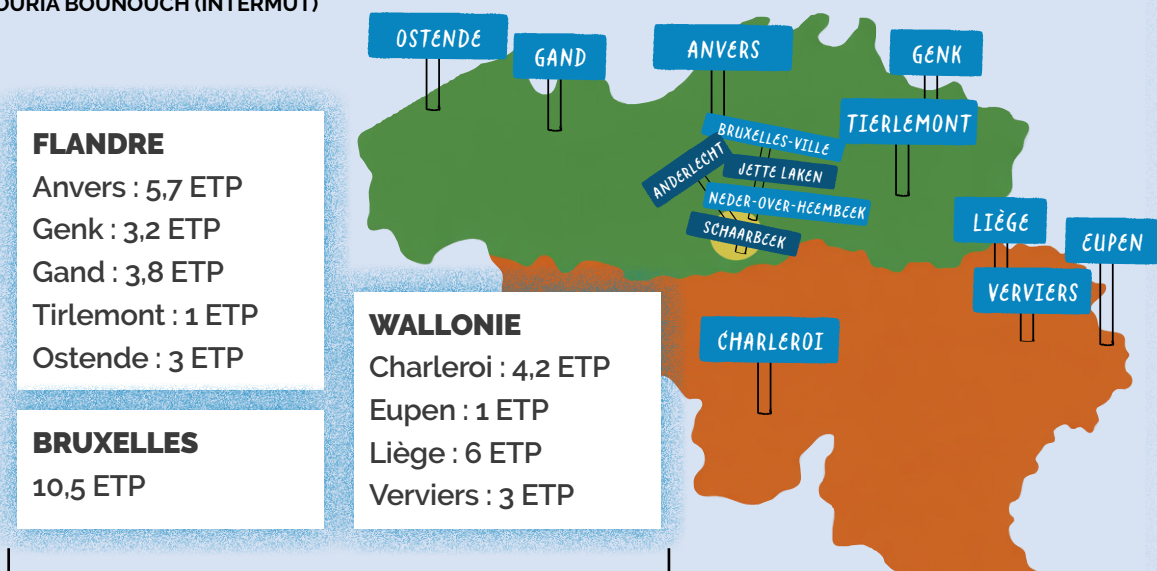 OURIA BOUNOUCH (INTERMUT)
OSTENDE
GAND
ANVERS
GENK
TIERLEMONT
BRUXELLES-VILLE
ANDERLECHT
JETTE LAKEN
NEDER-OVER-HEEMBEEK
SCHAARBEEK
LIÈGE
EUPEN
VERVIERS
CHARLEROI
FLANDRE
Anvers : 5,7 ETP
Genk : 3,2 ETP
Gand : 3,8 ETP
Tirlemont : 1 ETP
Ostende : 3 ETP
BRUXELLES
10,5 ETP
WALLONIE
Charleroi : 4,2 ETP
Eupen : 1 ETP
Liège : 6 ETP
Verviers : 3 ETP